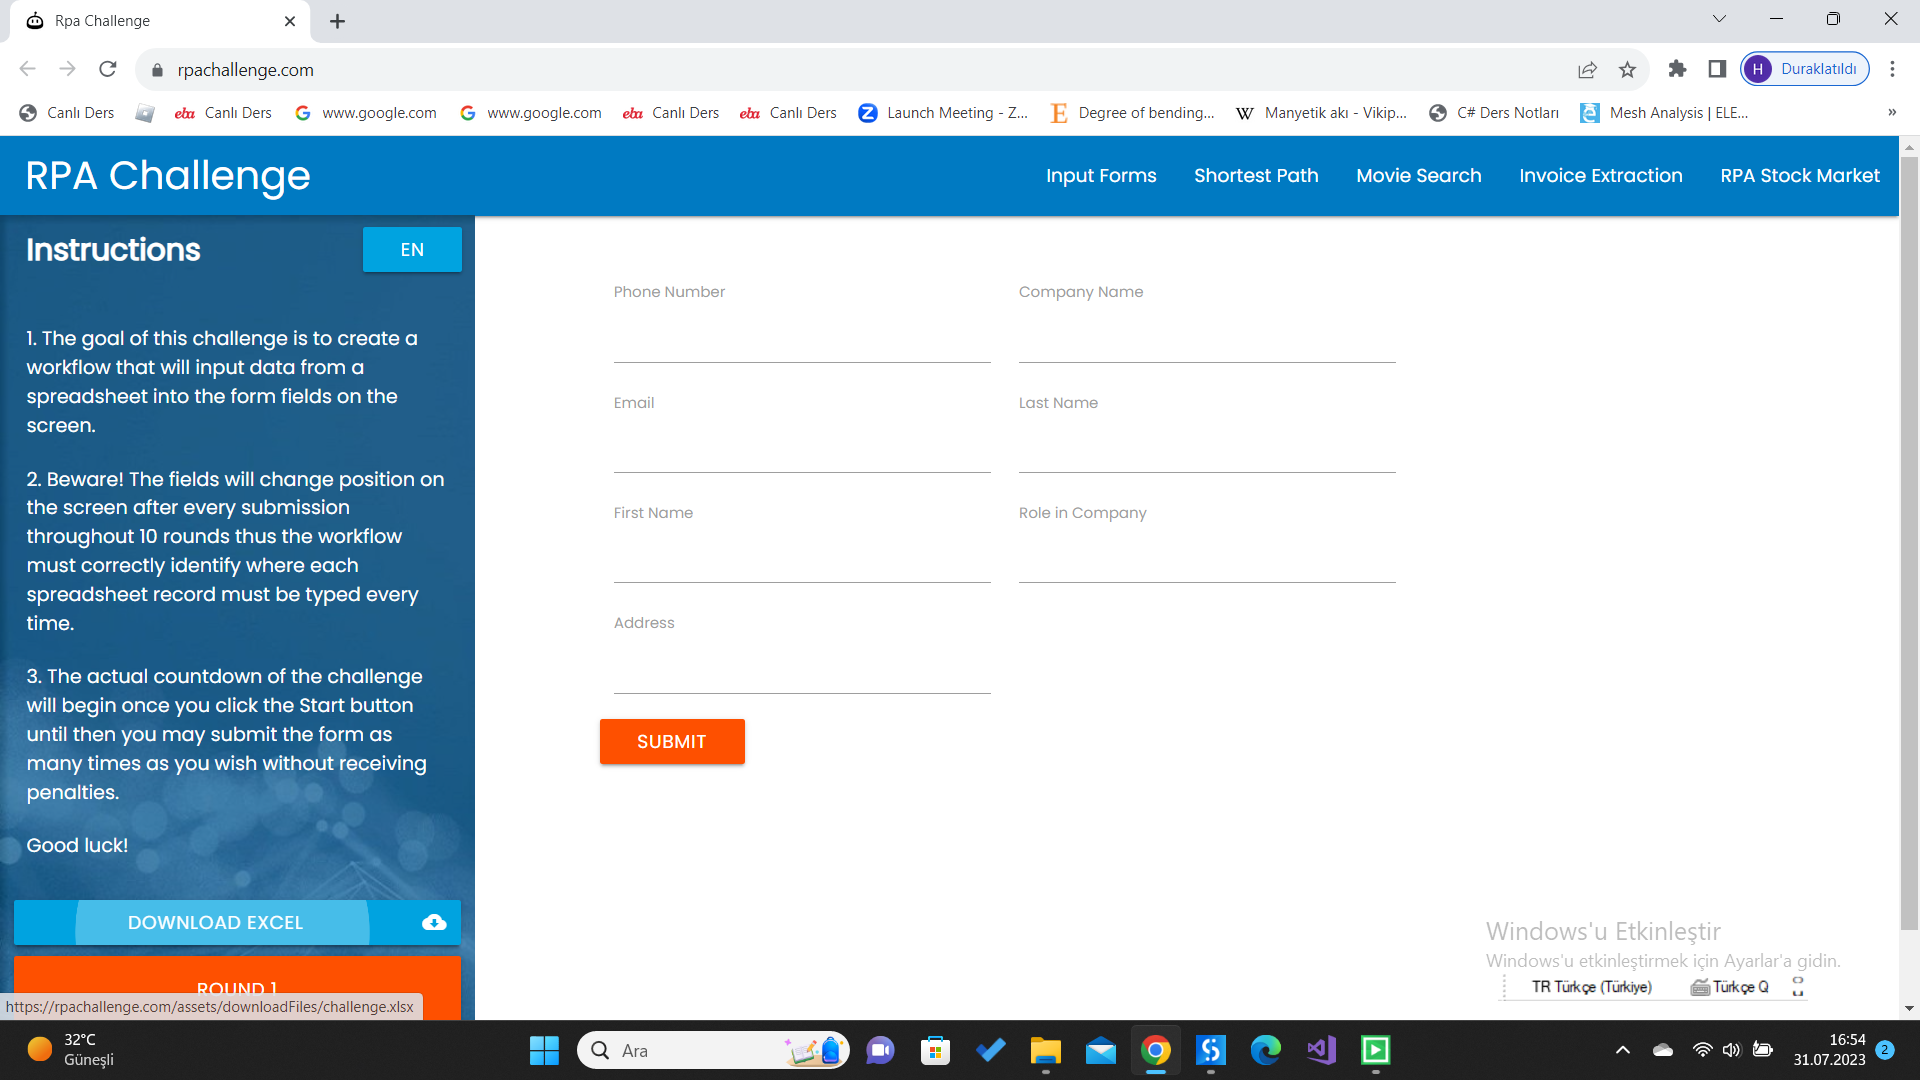 Rpa Challenge
rpachallenge.com
H Duraklatıldı
Canlı Ders
eba Canlı Ders
www.google.com
www.google.com
eba Canlı Ders
eba Canlı Ders
Launch Meeting - Z...
Degree of bending...
Manyetik akı - Vikip...
C# Ders Notları
Mesh Analysis | ELE...
»
RPA Challenge
Input Forms
Shortest Path
Movie Search
Invoice Extraction
RPA Stock Market
Instructions
EN
1. The goal of this challenge is to create a
workflow that will input data from a
spreadsheet into the form fields on the
screen.
2. Beware! The fields will change position on
the screen after every submission
throughout 10 rounds thus the workflow
must correctly identify where each
spreadsheet record must be typed every
time.
3. The actual countdown of the challenge
will begin once you click the Start button
until then you may submit the form as
many times as you wish without receiving
penalties.
Good luck!
DOWNLOAD EXCEL
ROUND 1
https://rpachallenge.com/assets/downloadFiles/challenge.xlsx
Phone Number
Company Name
Email
Last Name
First Name
Role in Company
Address
SUBMIT
Windows'u Etkinleştir
Windows'u etkinleştirmek için Ayarlar'a gidin.
TR Türkçe (Türkiye)
Türkçe Q
32°C
Güneşli
Ara
16:54
31.07.2023
2